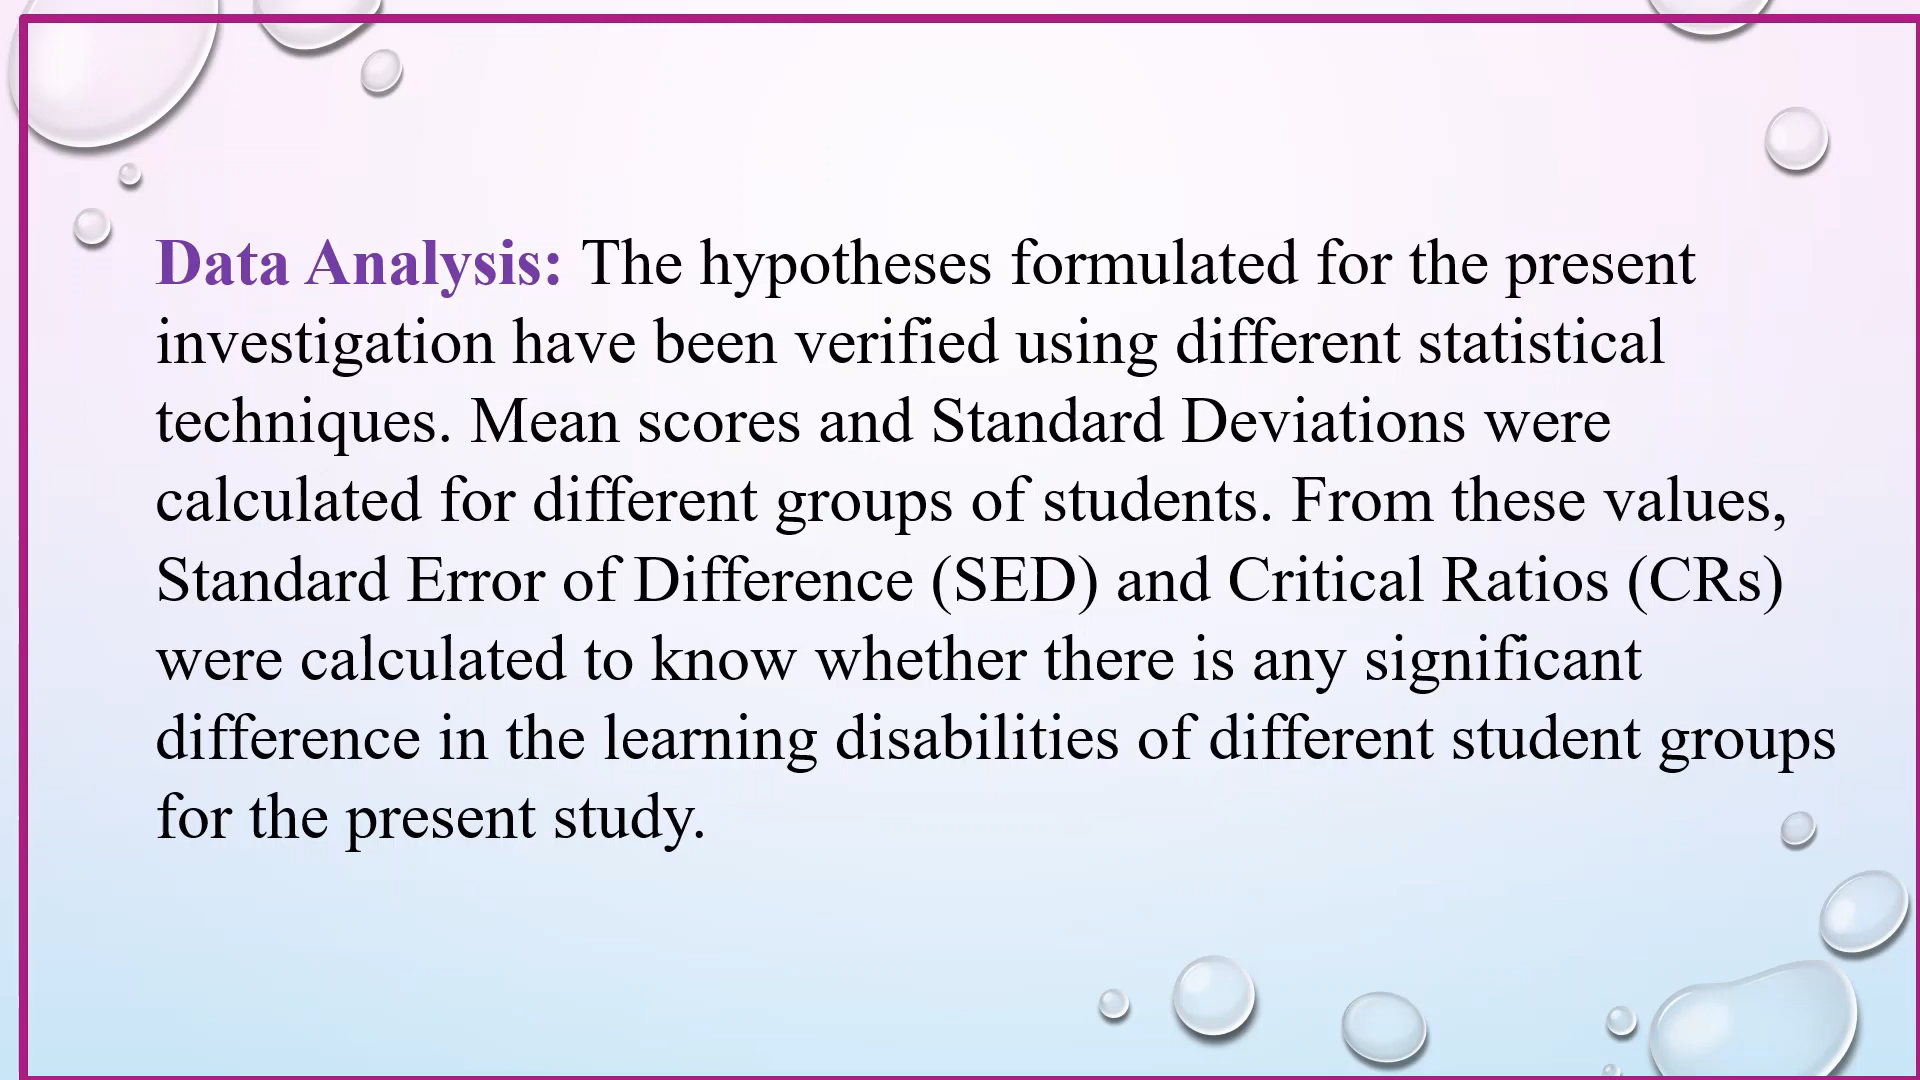 Data Analysis: The hypotheses formulated for the present
investigation have been verified using different statistical
techniques. Mean scores and Standard Deviations were
calculated for different groups of students. From these values,
Standard Error of Difference (SED) and Critical Ratios (CRs)
were calculated to know whether there is any significant
difference in the learning disabilities of different student groups
for the present study.